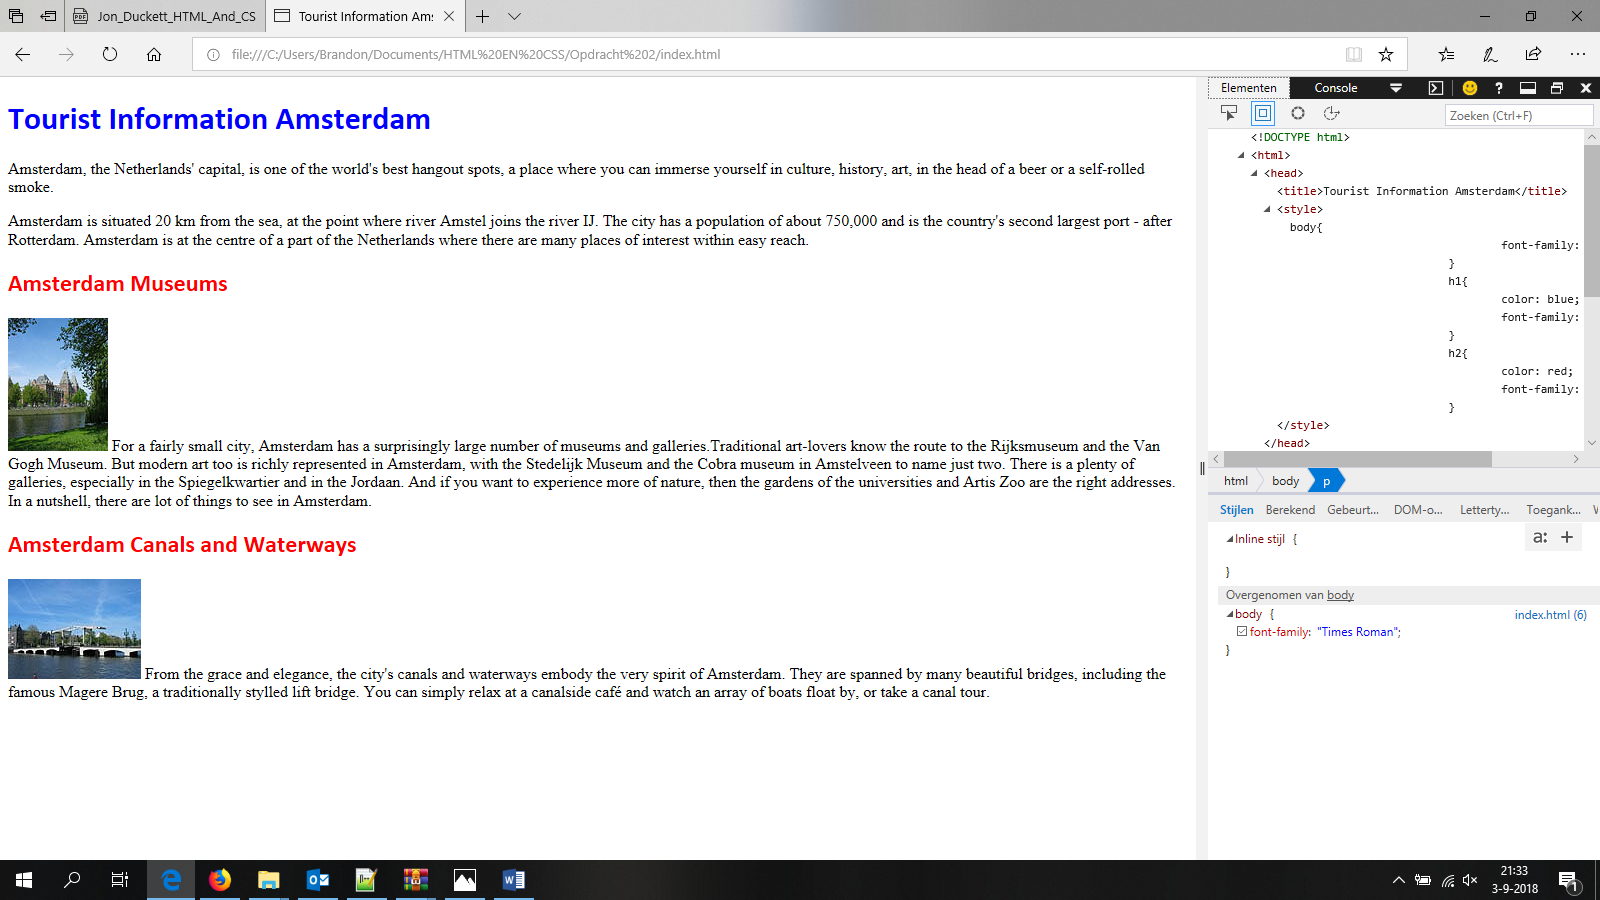 Jon_Duckett_HTML_And_CS
Tourist Information Ams
file:///C:/Users/Brandon/Documents/HTML%20EN%20CSS/Opdracht%202/index.html
Tourist Information Amsterdam
Amsterdam, the Netherlands' capital, is one of the world's best hangout spots, a place where you can immerse yourself in culture, history, art, in the head of a beer or a self-rolled
smoke.
Amsterdam is situated 20 km from the sea, at the point where river Amstel joins the river IJ. The city has a population of about 750,000 and is the country's second largest port - after
Rotterdam. Amsterdam is at the centre of a part of the Netherlands where there are many places of interest within easy reach.
Amsterdam Museums
For a fairly small city, Amsterdam has a surprisingly large number of museums and galleries.Traditional art-lovers know the route to the Rijksmuseum and the Van
Gogh Museum. But modern art too is richly represented in Amsterdam, with the Stedelijk Museum and the Cobra museum in Amstelveen to name just two. There is a plenty of
galleries, especially in the Spiegelkwartier and in the Jordaan. And if you want to experience more of nature, then the gardens of the universities and Artis Zoo are the right addresses.
In a nutshell, there are lot of things to see in Amsterdam.
Amsterdam Canals and Waterways
From the grace and elegance, the city's canals and waterways embody the very spirit of Amsterdam. They are spanned by many beautiful bridges, including the
famous Magere Brug, a traditionally stylled lift bridge. You can simply relax at a canalside café and watch an array of boats float by, or take a canal tour.
Elementen Console
Zoeken (Ctrl+F)
<!DOCTYPE html>
<html>
<head>
<title>Tourist Information Amsterdam</title>
<style>
body{
font-family:
}
h1{
color: blue;
font-family:
}
h2{
color: red;
font-family:
}
</style>
</head>
html body p
Stijlen Berekend Gebeurt... DOM-o... Letterty... Toegank...
Inline stijl {
a: +
}
Overgenomen van body
body { index.html (6)
font-family: "Times Roman";
}
21:33
3-9-2018
1